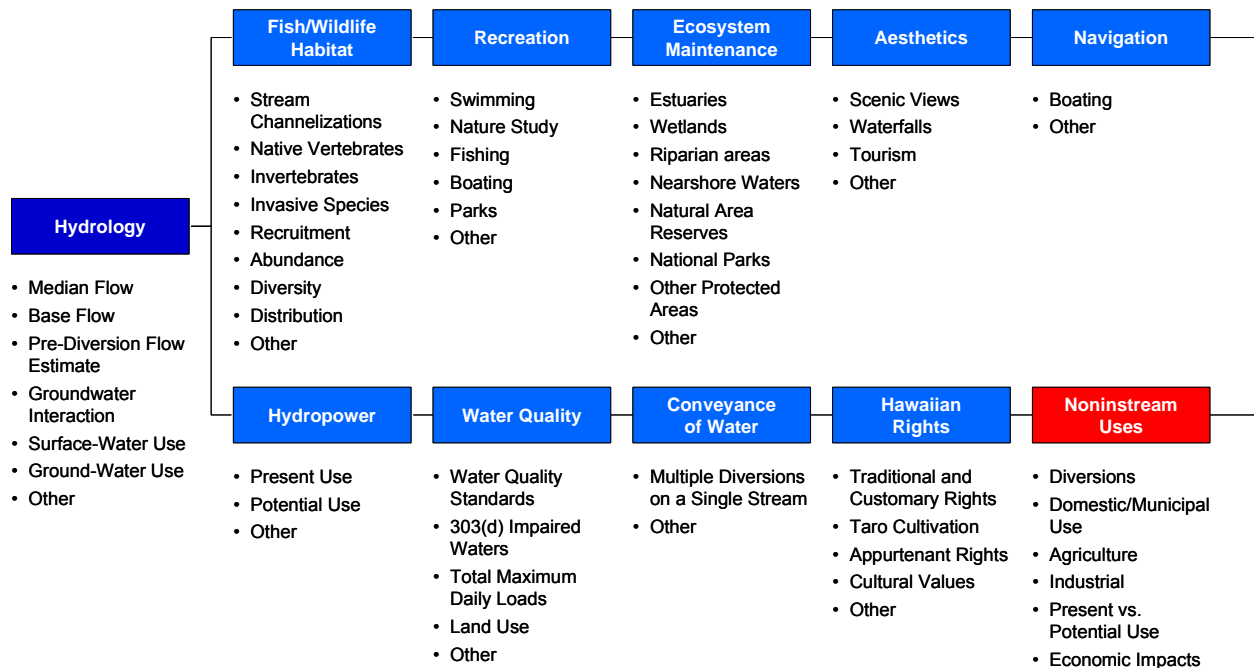 Hydrology
• Median Flow
• Base Flow
• Pre-Diversion Flow
Estimate
• Groundwater
Interaction
• Surface-Water Use
• Ground-Water Use
• Other
Fish/Wildlife
Habitat
• Stream
Channelizations
• Native Vertebrates
• Invertebrates
• Invasive Species
• Recruitment
• Abundance
• Diversity
• Distribution
• Other
Recreation
• Swimming
• Nature Study
• Fishing
• Boating
• Parks
• Other
Ecosystem
Maintenance
• Estuaries
• Wetlands
• Riparian areas
• Nearshore Waters
• Natural Area
Reserves
• National Parks
• Other Protected
Areas
• Other
Aesthetics
• Scenic Views
• Waterfalls
• Tourism
• Other
Navigation
• Boating
• Other
Hydropower
• Present Use
• Potential Use
• Other
Water Quality
• Water Quality
Standards
• 303(d) Impaired
Waters
• Total Maximum
Daily Loads
• Land Use
• Other
Conveyance
of Water
• Multiple Diversions
on a Single Stream
• Other
Hawaiian
Rights
• Traditional and
Customary Rights
• Taro Cultivation
• Appurtenant Rights
• Cultural Values
• Other
Noninstream
Uses
• Diversions
• Domestic/Municipal
Use
• Agriculture
• Industrial
• Present vs.
Potential Use
• Economic Impacts